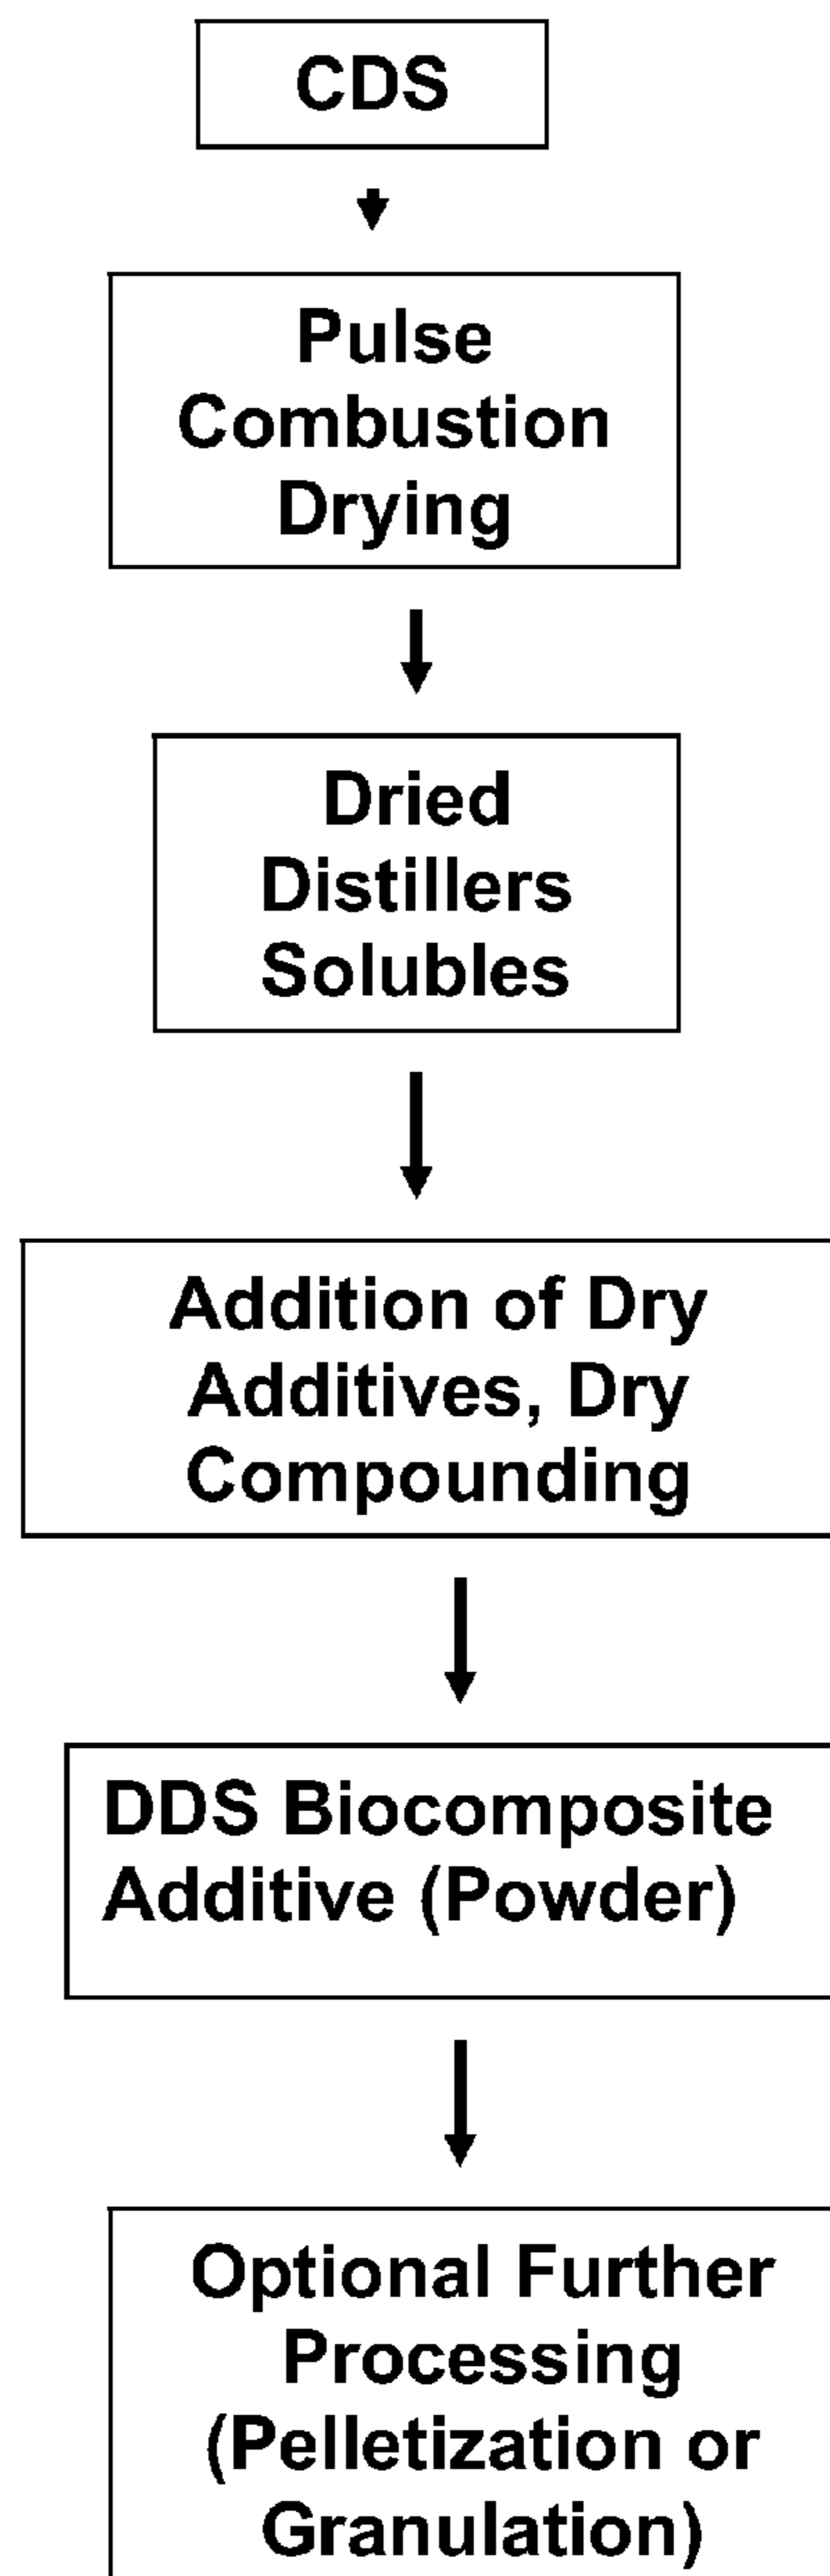 CDS
Pulse
Combustion
Drying
Dried
Distillers
Solubles
Addition of Dry
Additives, Dry
Compounding
DDS Biocomposite
Additive (Powder)
Optional Further
Processing
(Pelletization or
Granulation)